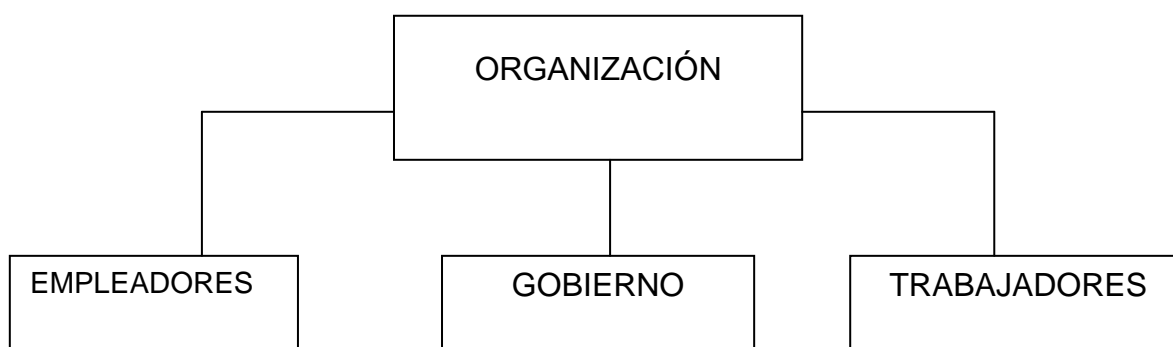 ORGANIZACIÓN
EMPLEADORES
GOBIERNO
TRABAJADORES